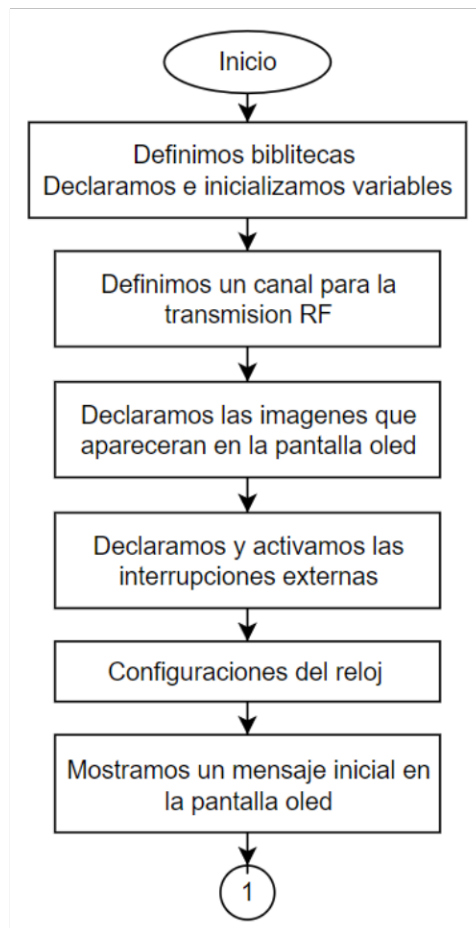 Inicio
Definimos biblitecas
Declaramos e inicializamos variables
Definimos un canal para la
transmision RF
Declaramos las imagenes que
apareceran en la pantalla oled
Declaramos y activamos las
interrupciones externas
Configuraciones del reloj
Mostramos un mensaje inicial en
la pantalla oled
1